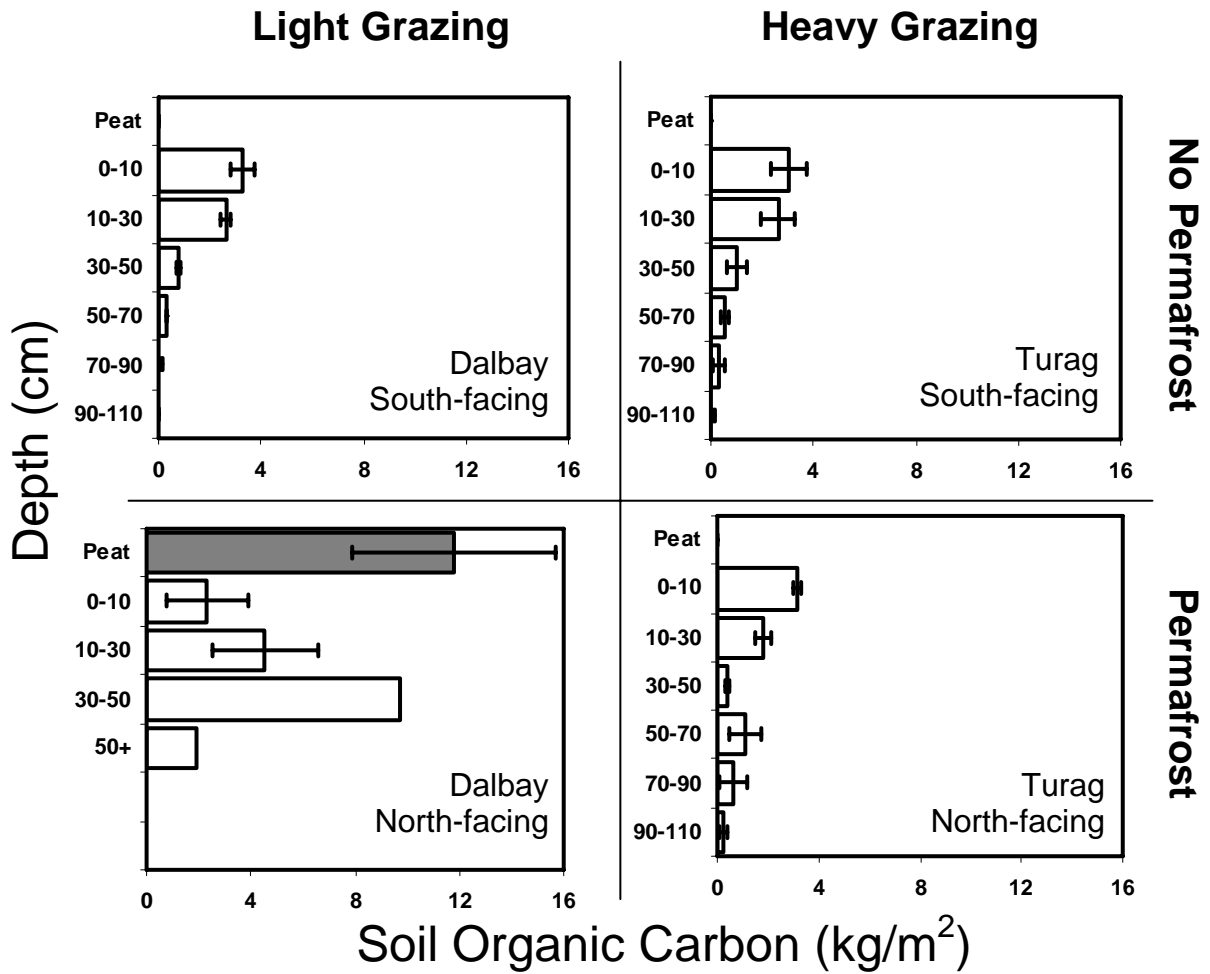 Light Grazing
Heavy Grazing
Peat
0-10
10-30
30-50
50-70
70-90
90-110
Dalbay
South-facing
0 4 8 12 16
Peat
0-10
10-30
30-50
50-70
70-90
90-110
Turag
South-facing
0 4 8 12 16
No Permafrost
Depth (cm)
Peat
0-10
10-30
30-50
50+
Dalbay
North-facing
0 4 8 12 16
Peat
0-10
10-30
30-50
50-70
70-90
90-110
Turag
North-facing
0 4 8 12 16
Permafrost
Soil Organic Carbon (kg/m²)